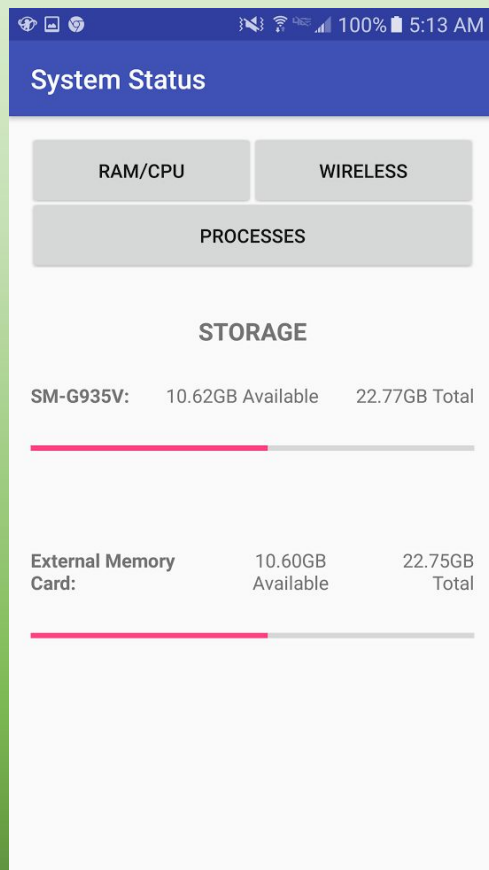 100% 5:13 AM
System Status
RAM/CPU WIRELESS
PROCESSES
STORAGE
SM-G935V: 10.62GB Available 22.77GB Total
External Memory Card: 10.60GB Available 22.75GB Total